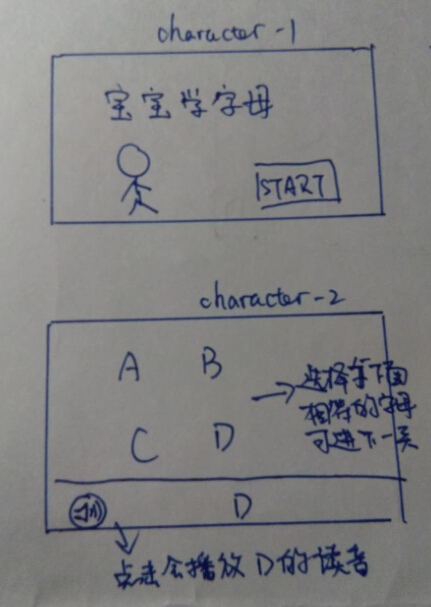 character-1
宝宝学字母
START
character-2
A B
C D
选择与下面
相符的字母
可进下一关
D
点击会播放D的读音